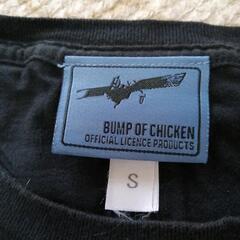 BUMP OF CHICKEN
OFFICIAL LICENCE PRODUCTS
S